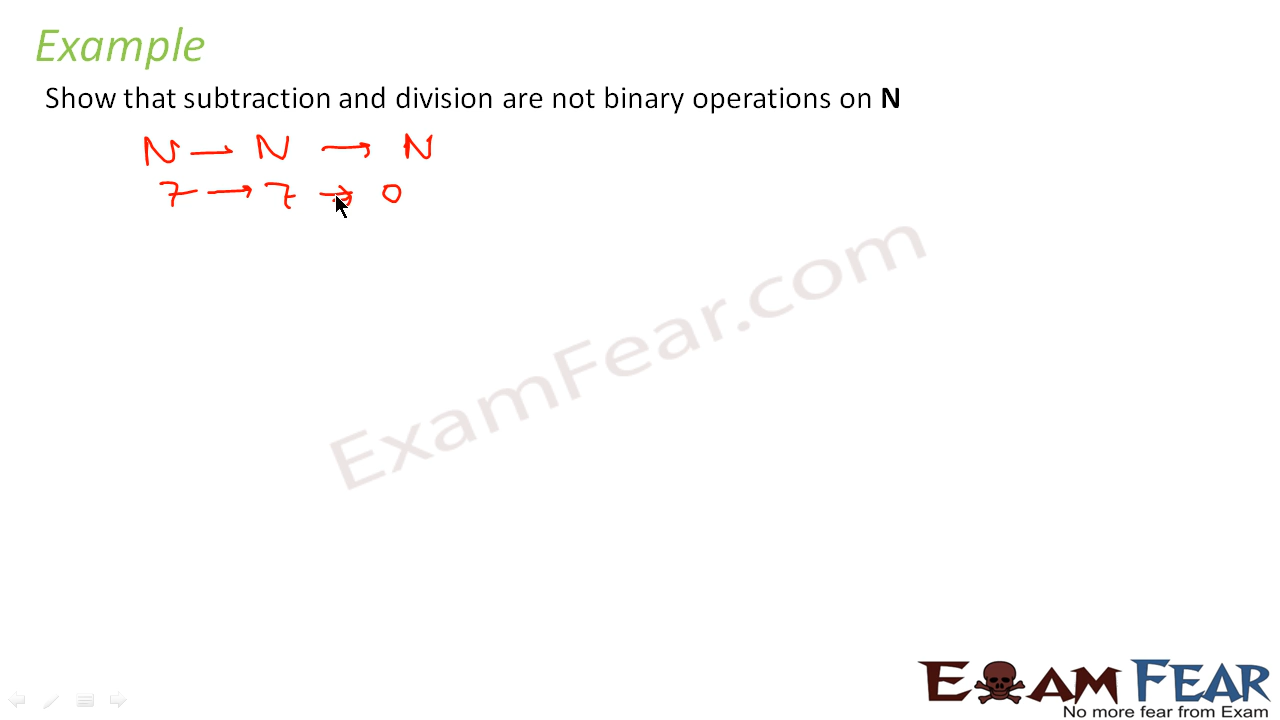 Example
Show that subtraction and division are not binary operations on N
N — N → N
7 → 7 → 0
ExamFear.com
EXAM FEAR
No more fear from Exam